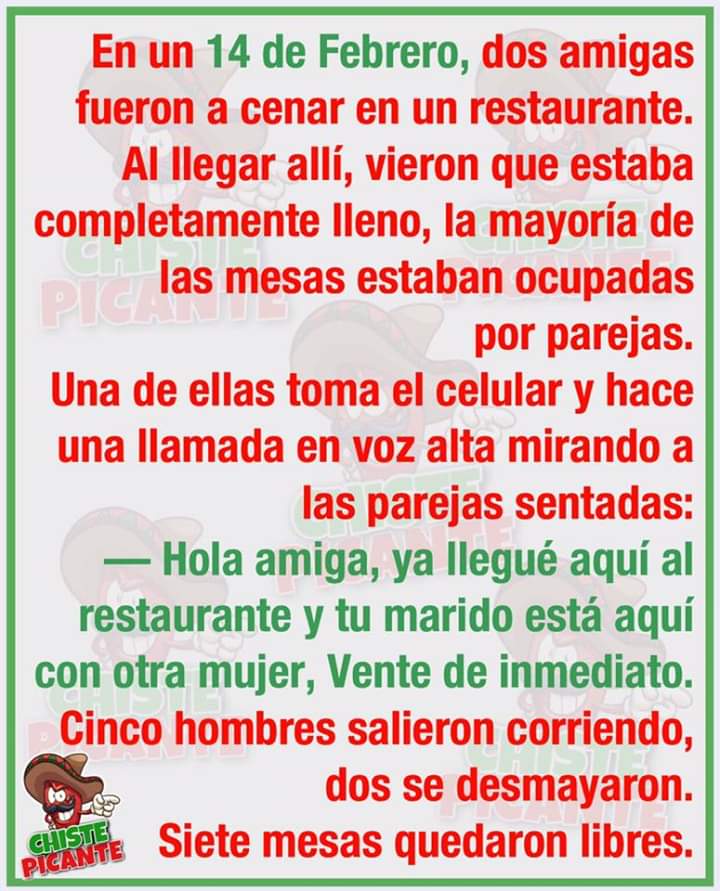 En un 14 de Febrero, dos amigas
fueron a cenar en un restaurante.
Al llegar allí, vieron que estaba
completamente lleno, la mayoría de
las mesas estaban ocupadas
por parejas.
Una de ellas toma el celular y hace
una llamada en voz alta mirando a
las parejas sentadas:
— Hola amiga, ya llegué aquí al
restaurante y tu marido está aquí
con otra mujer, Vente de inmediato.
Cinco hombres salieron corriendo,
dos se desmayaron.
Siete mesas quedaron libres.
CHISTE
PICANTE